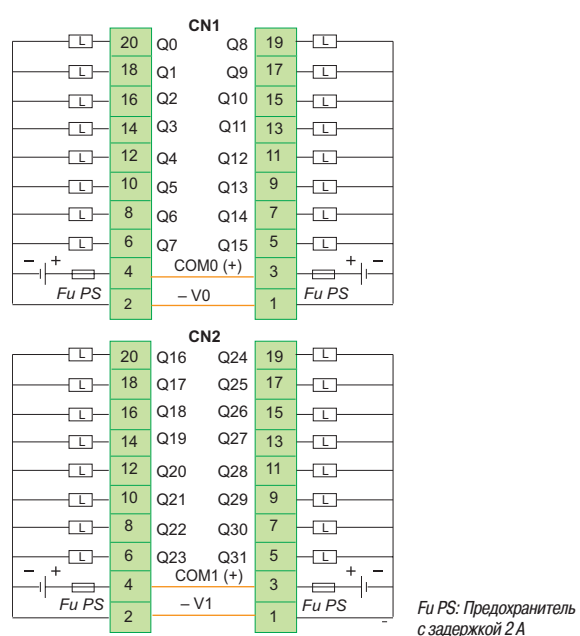 CN1
L 20 Q0 Q8 19 L
L 18 Q1 Q9 17 L
L 16 Q2 Q10 15 L
L 14 Q3 Q11 13 L
L 12 Q4 Q12 11 L
L 10 Q5 Q13 9 L
L 8 Q6 Q14 7 L
L 6 Q7 Q15 5 L
– + 4 COM0 (+) 3 + –
Fu PS 2 – V0 1 Fu PS
CN2
L 20 Q16 Q24 19 L
L 18 Q17 Q25 17 L
L 16 Q18 Q26 15 L
L 14 Q19 Q27 13 L
L 12 Q20 Q28 11 L
L 10 Q21 Q29 9 L
L 8 Q22 Q30 7 L
L 6 Q23 Q31 5 L
– + 4 COM1 (+) 3 + –
Fu PS 2 – V1 1 Fu PS
Fu PS: Предохранитель
с задержкой 2 А